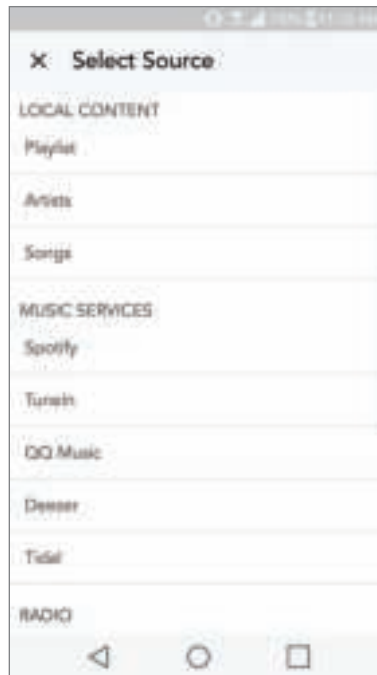 × Select Source
LOCAL CONTENT
Playlist
Artists
Songs
MUSIC SERVICES
Spotify
TuneIn
QQ Music
Deezer
Tidal
RADIO